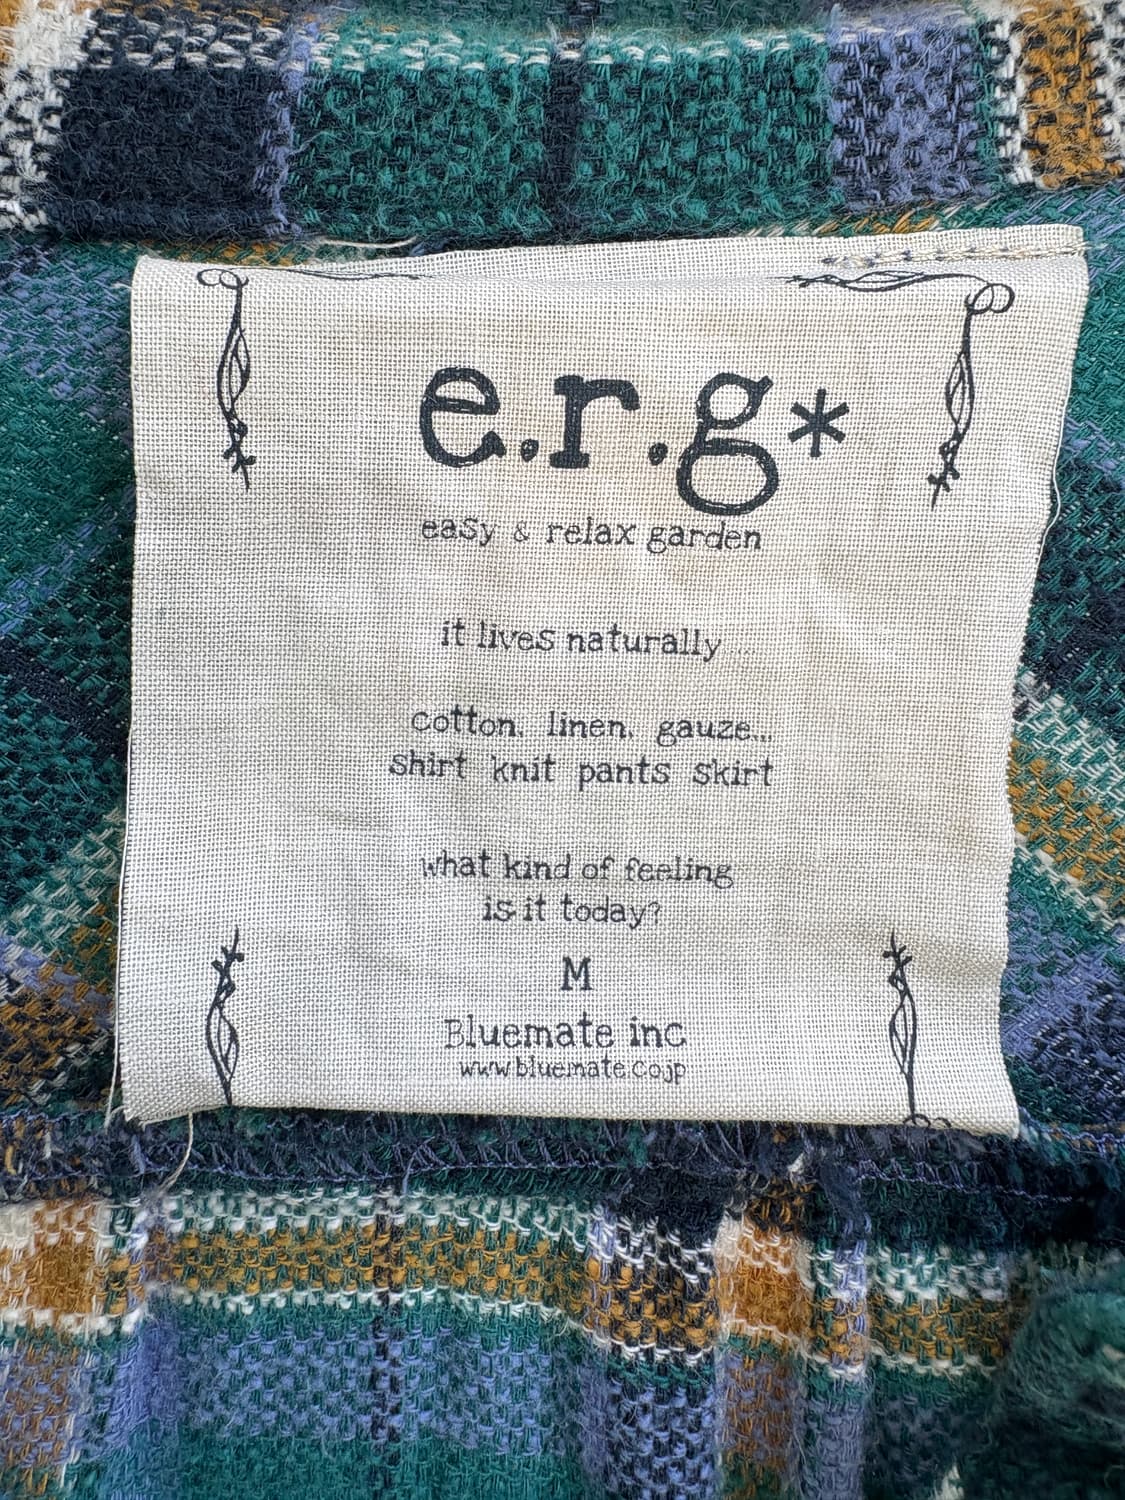 e.r.g*
easy & relax garden
it lives naturally ....
cotton, linen, gauze...
shirt knit pants skirt
what kind of feeling
is it today?
M
Bluemate inc
www.bluemate.co.jp